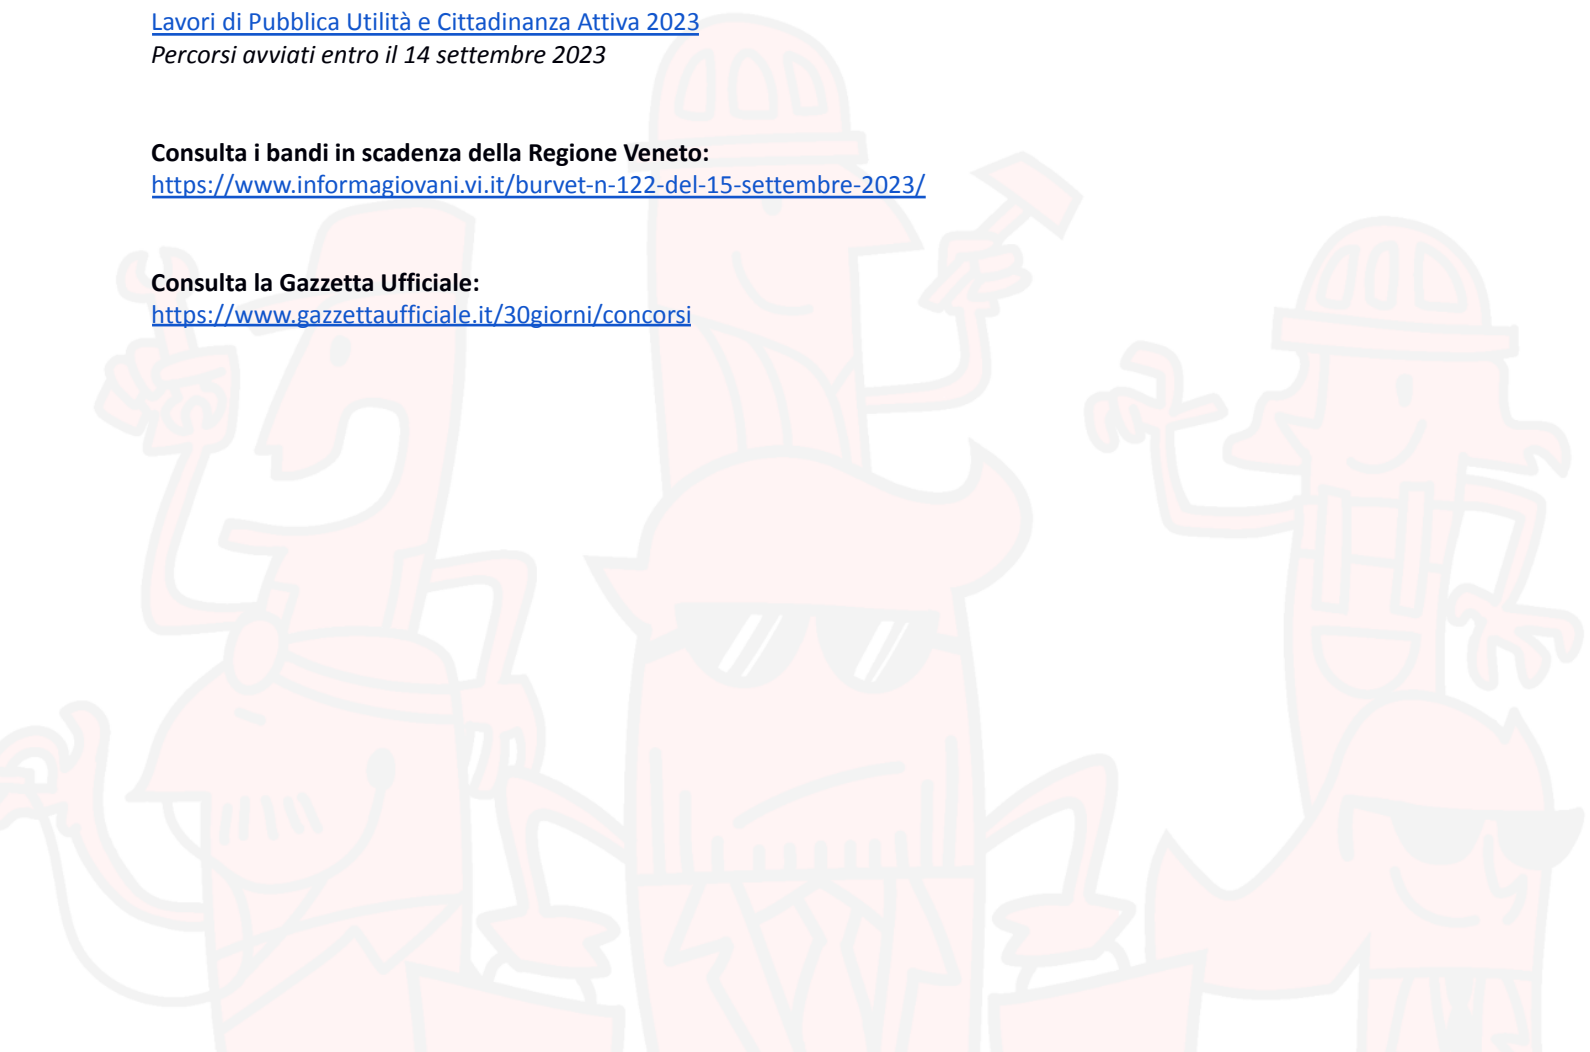 Lavori di Pubblica Utilità e Cittadinanza Attiva 2023
Percorsi avviati entro il 14 settembre 2023
Consulta i bandi in scadenza della Regione Veneto:
https://www.informagiovani.vi.it/burvet-n-122-del-15-settembre-2023/
Consulta la Gazzetta Ufficiale:
https://www.gazzettaufficiale.it/30giorni/concorsi